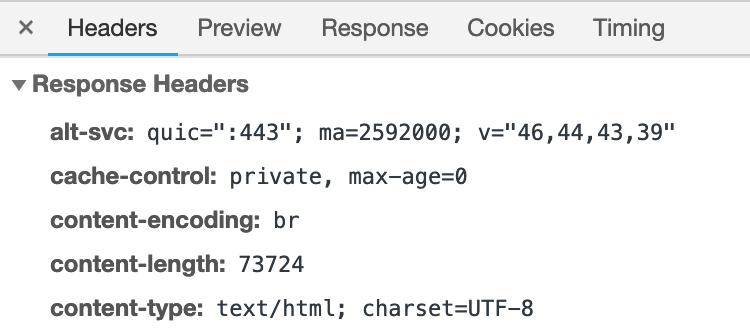 × Headers Preview Response Cookies Timing
▼ Response Headers
alt-svc: quic=":443"; ma=2592000; v="46,44,43,39"
cache-control: private, max-age=0
content-encoding: br
content-length: 73724
content-type: text/html; charset=UTF-8